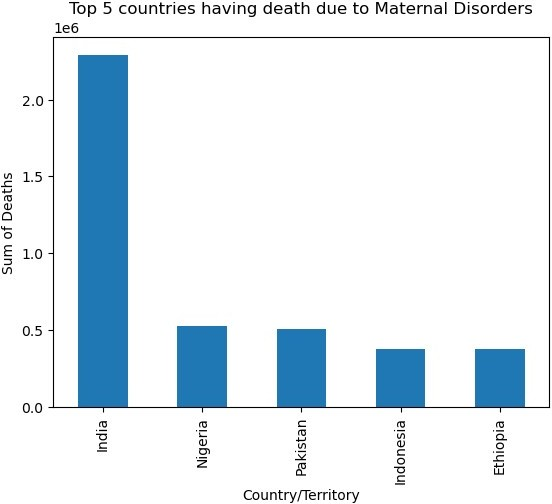 Top 5 countries having death due to Maternal Disorders
1e6
2.0
1.5
1.0
0.5
0.0
Sum of Deaths
India
Nigeria
Pakistan
Indonesia
Ethiopia
Country/Territory